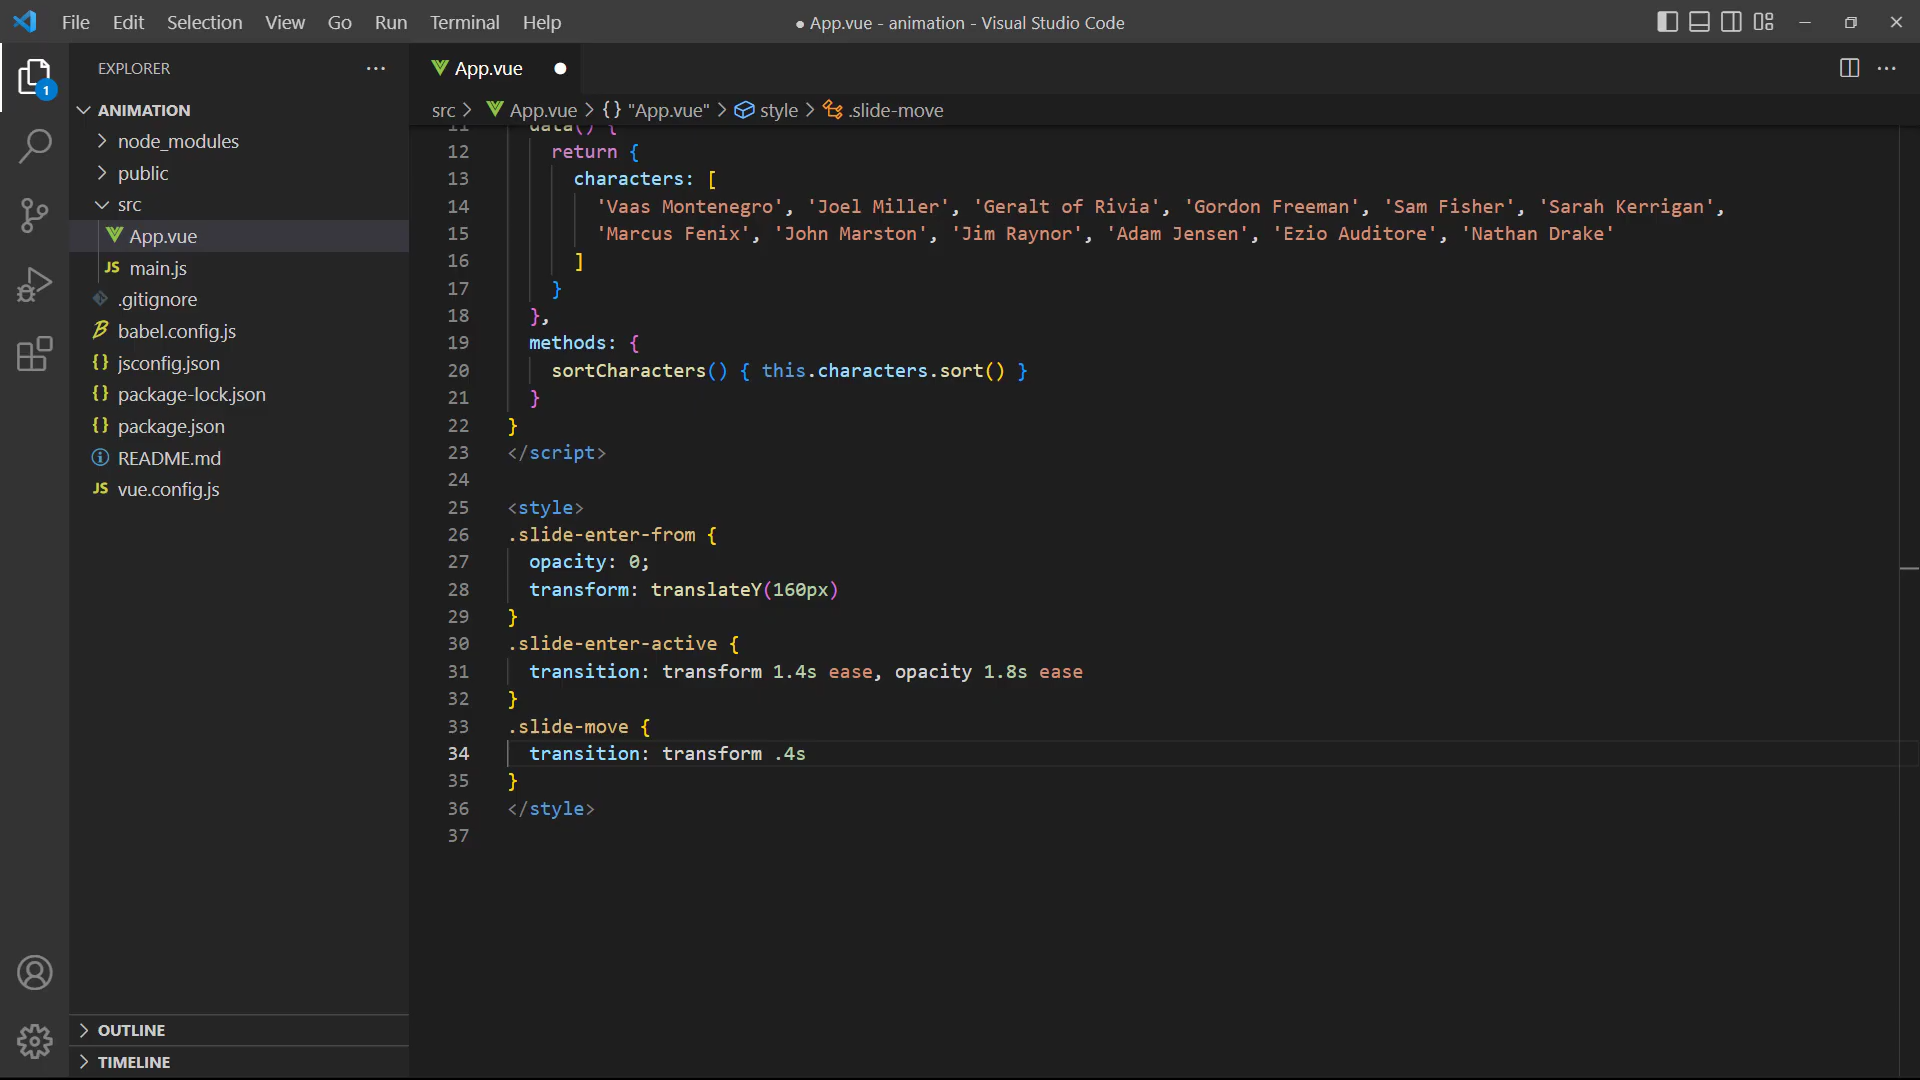 File Edit Selection View Go Run Terminal Help
● App.vue - animation - Visual Studio Code
EXPLORER
App.vue
1
ANIMATION
src > App.vue > {} "App.vue" > style > .slide-move
node_modules
public
src
App.vue
JS main.js
.gitignore
babel.config.js
{} jsconfig.json
{} package-lock.json
{} package.json
README.md
JS vue.config.js
OUTLINE
TIMELINE
11 data() {
12 return {
13 characters: [
14 'Vaas Montenegro', 'Joel Miller', 'Geralt of Rivia', 'Gordon Freeman', 'Sam Fisher', 'Sarah Kerrigan',
15 'Marcus Fenix', 'John Marston', 'Jim Raynor', 'Adam Jensen', 'Ezio Auditore', 'Nathan Drake'
16 ]
17 }
18 },
19 methods: {
20 sortCharacters() { this.characters.sort() }
21 }
22 }
23 </script>
24
25 <style>
26 .slide-enter-from {
27 opacity: 0;
28 transform: translateY(160px)
29 }
30 .slide-enter-active {
31 transition: transform 1.4s ease, opacity 1.8s ease
32 }
33 .slide-move {
34 transition: transform .4s
35 }
36 </style>
37